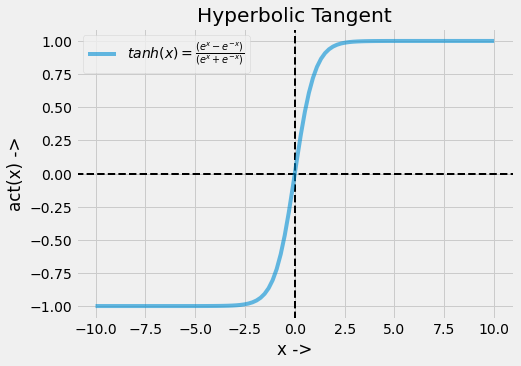 Hyperbolic Tangent
tanh(x) = (e^x − e^−x) / (e^x + e^−x)
1.00
0.75
0.50
0.25
0.00
−0.25
−0.50
−0.75
−1.00
act(x) ->
−10.0 −7.5 −5.0 −2.5 0.0 2.5 5.0 7.5 10.0
x ->